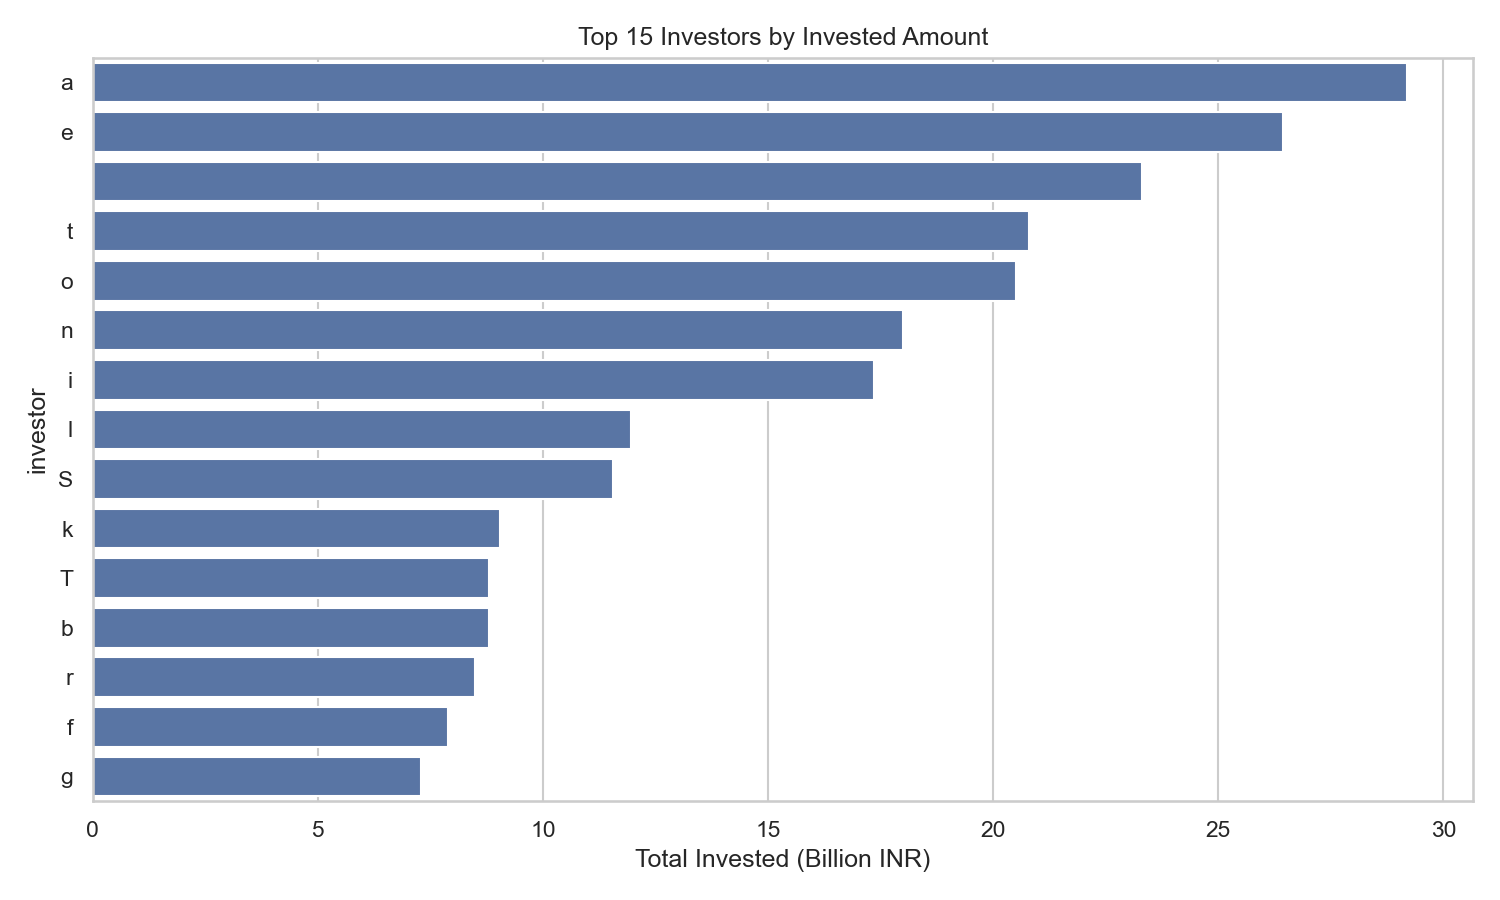 Top 15 Investors by Invested Amount
a
e
t
o
n
i
l
S
k
T
b
r
f
g
investor
0 5 10 15 20 25 30
Total Invested (Billion INR)